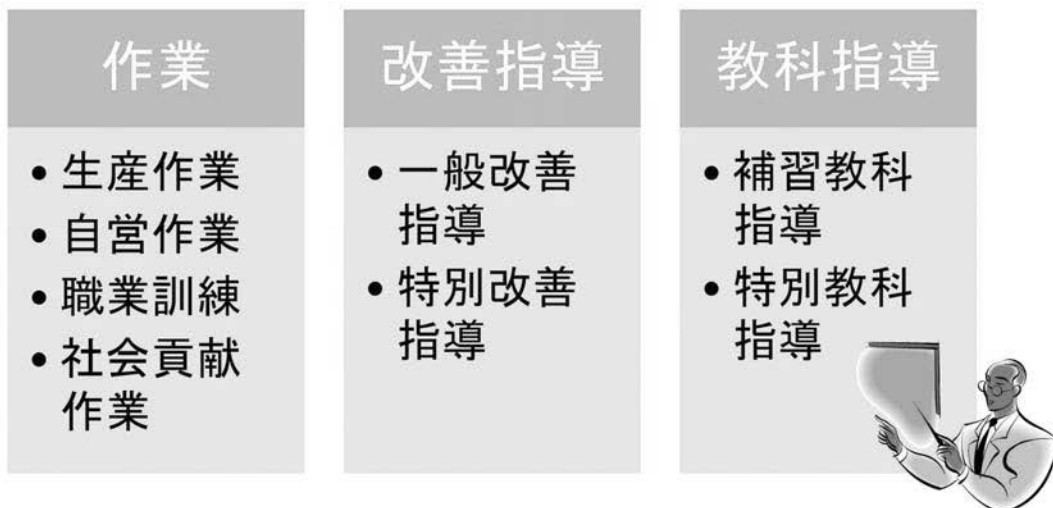 作業
• 生産作業
• 自営作業
• 職業訓練
• 社会貢献
作業
改善指導
• 一般改善
指導
• 特別改善
指導
教科指導
• 補習教科
指導
• 特別教科
指導